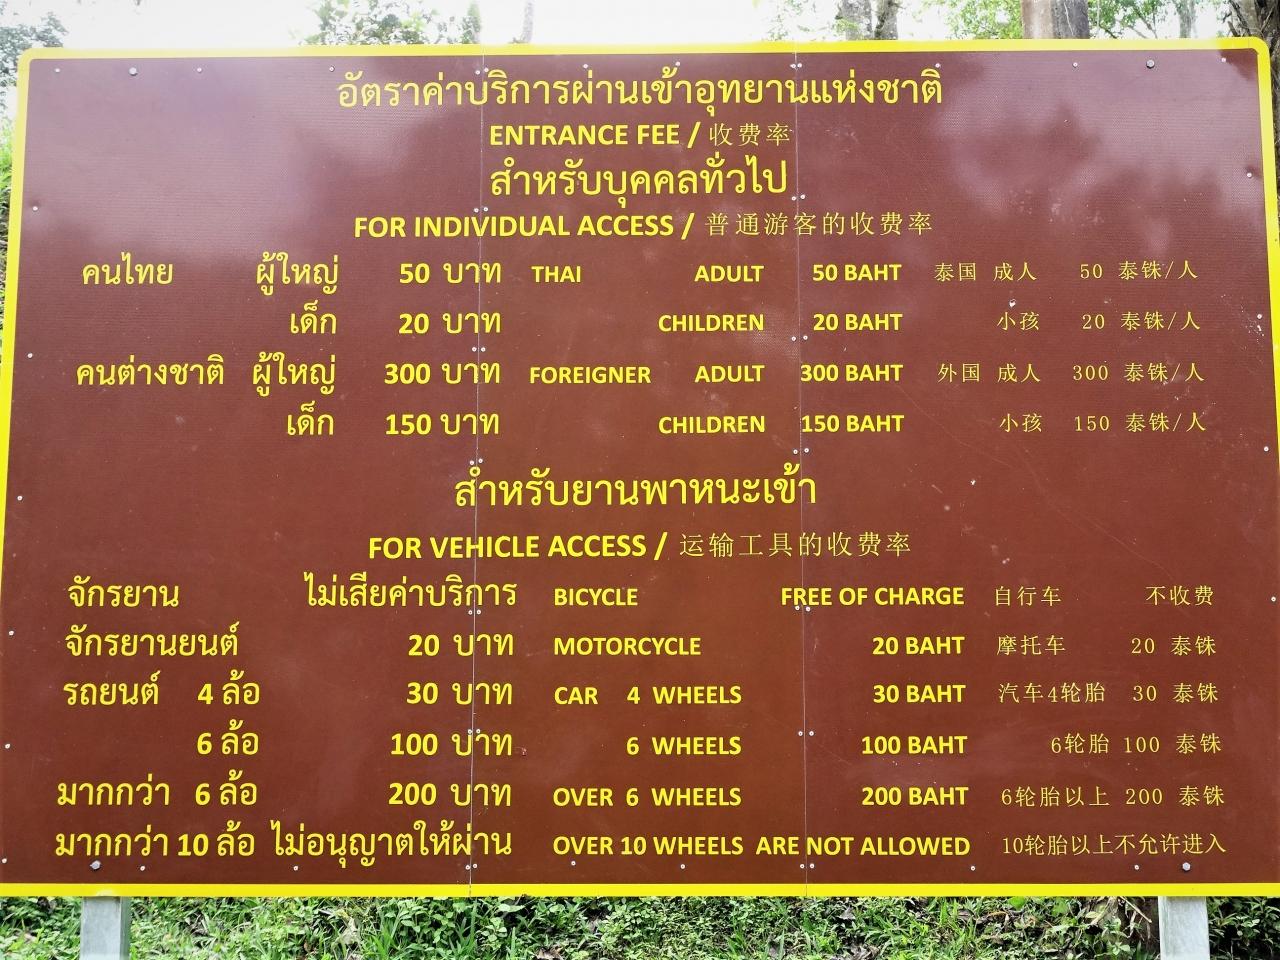 อัตราค่าบริการผ่านเข้าอุทยานแห่งชาติ
ENTRANCE FEE / 收费率
สำหรับบุคคลทั่วไป
FOR INDIVIDUAL ACCESS / 普通游客的收费率
คนไทย ผู้ใหญ่ 50 บาท THAI ADULT 50 BAHT 泰国 成人 50 泰铢/人
เด็ก 20 บาท CHILDREN 20 BAHT 小孩 20 泰铢/人
คนต่างชาติ ผู้ใหญ่ 300 บาท FOREIGNER ADULT 300 BAHT 外国 成人 300 泰铢/人
เด็ก 150 บาท CHILDREN 150 BAHT 小孩 150 泰铢/人
สำหรับยานพาหนะเข้า
FOR VEHICLE ACCESS / 运输工具的收费率
จักรยาน ไม่เสียค่าบริการ BICYCLE FREE OF CHARGE 自行车 不收费
จักรยานยนต์ 20 บาท MOTORCYCLE 20 BAHT 摩托车 20 泰铢
รถยนต์ 4 ล้อ 30 บาท CAR 4 WHEELS 30 BAHT 汽车4轮胎 30 泰铢
6 ล้อ 100 บาท 6 WHEELS 100 BAHT 6轮胎 100 泰铢
มากกว่า 6 ล้อ 200 บาท OVER 6 WHEELS 200 BAHT 6轮胎以上 200 泰铢
มากกว่า 10 ล้อ ไม่อนุญาตให้ผ่าน OVER 10 WHEELS ARE NOT ALLOWED 10轮胎以上不允许进入